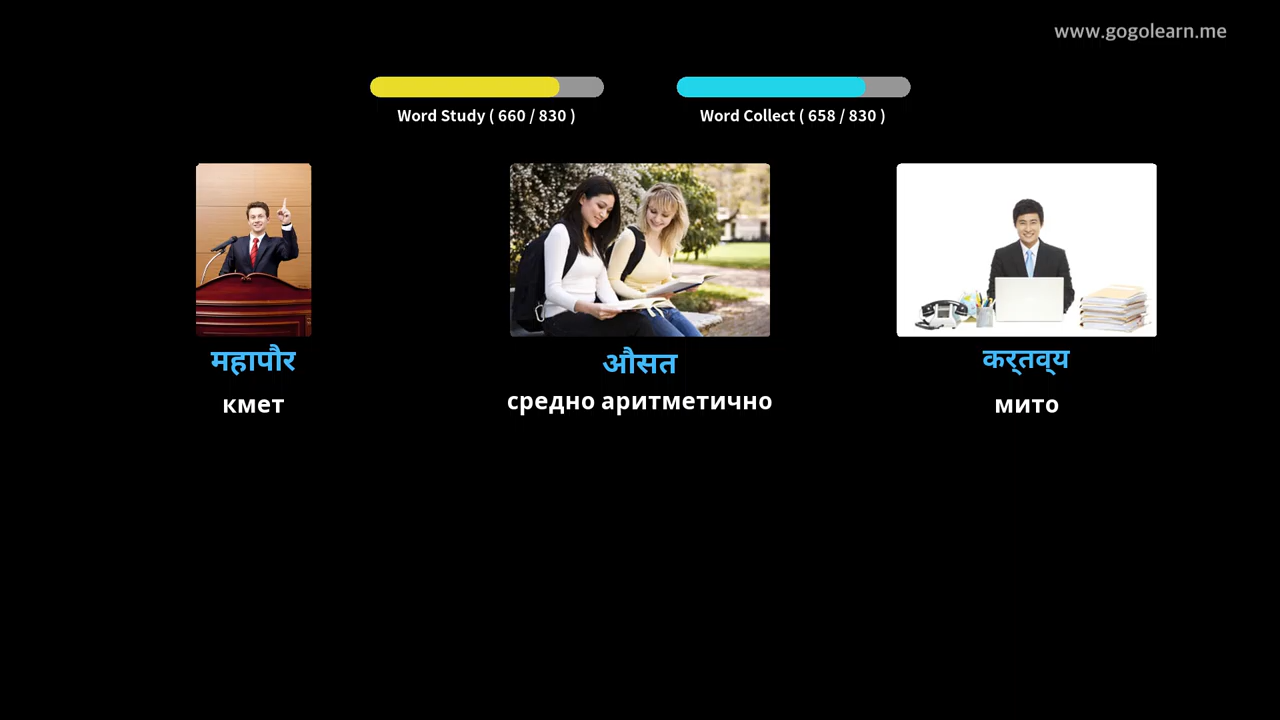 www.gogolearn.me
Word Study ( 660 / 830 )
Word Collect ( 658 / 830 )
महापौर
औसत
कर्तव्य
кмет
средно аритметично
мито